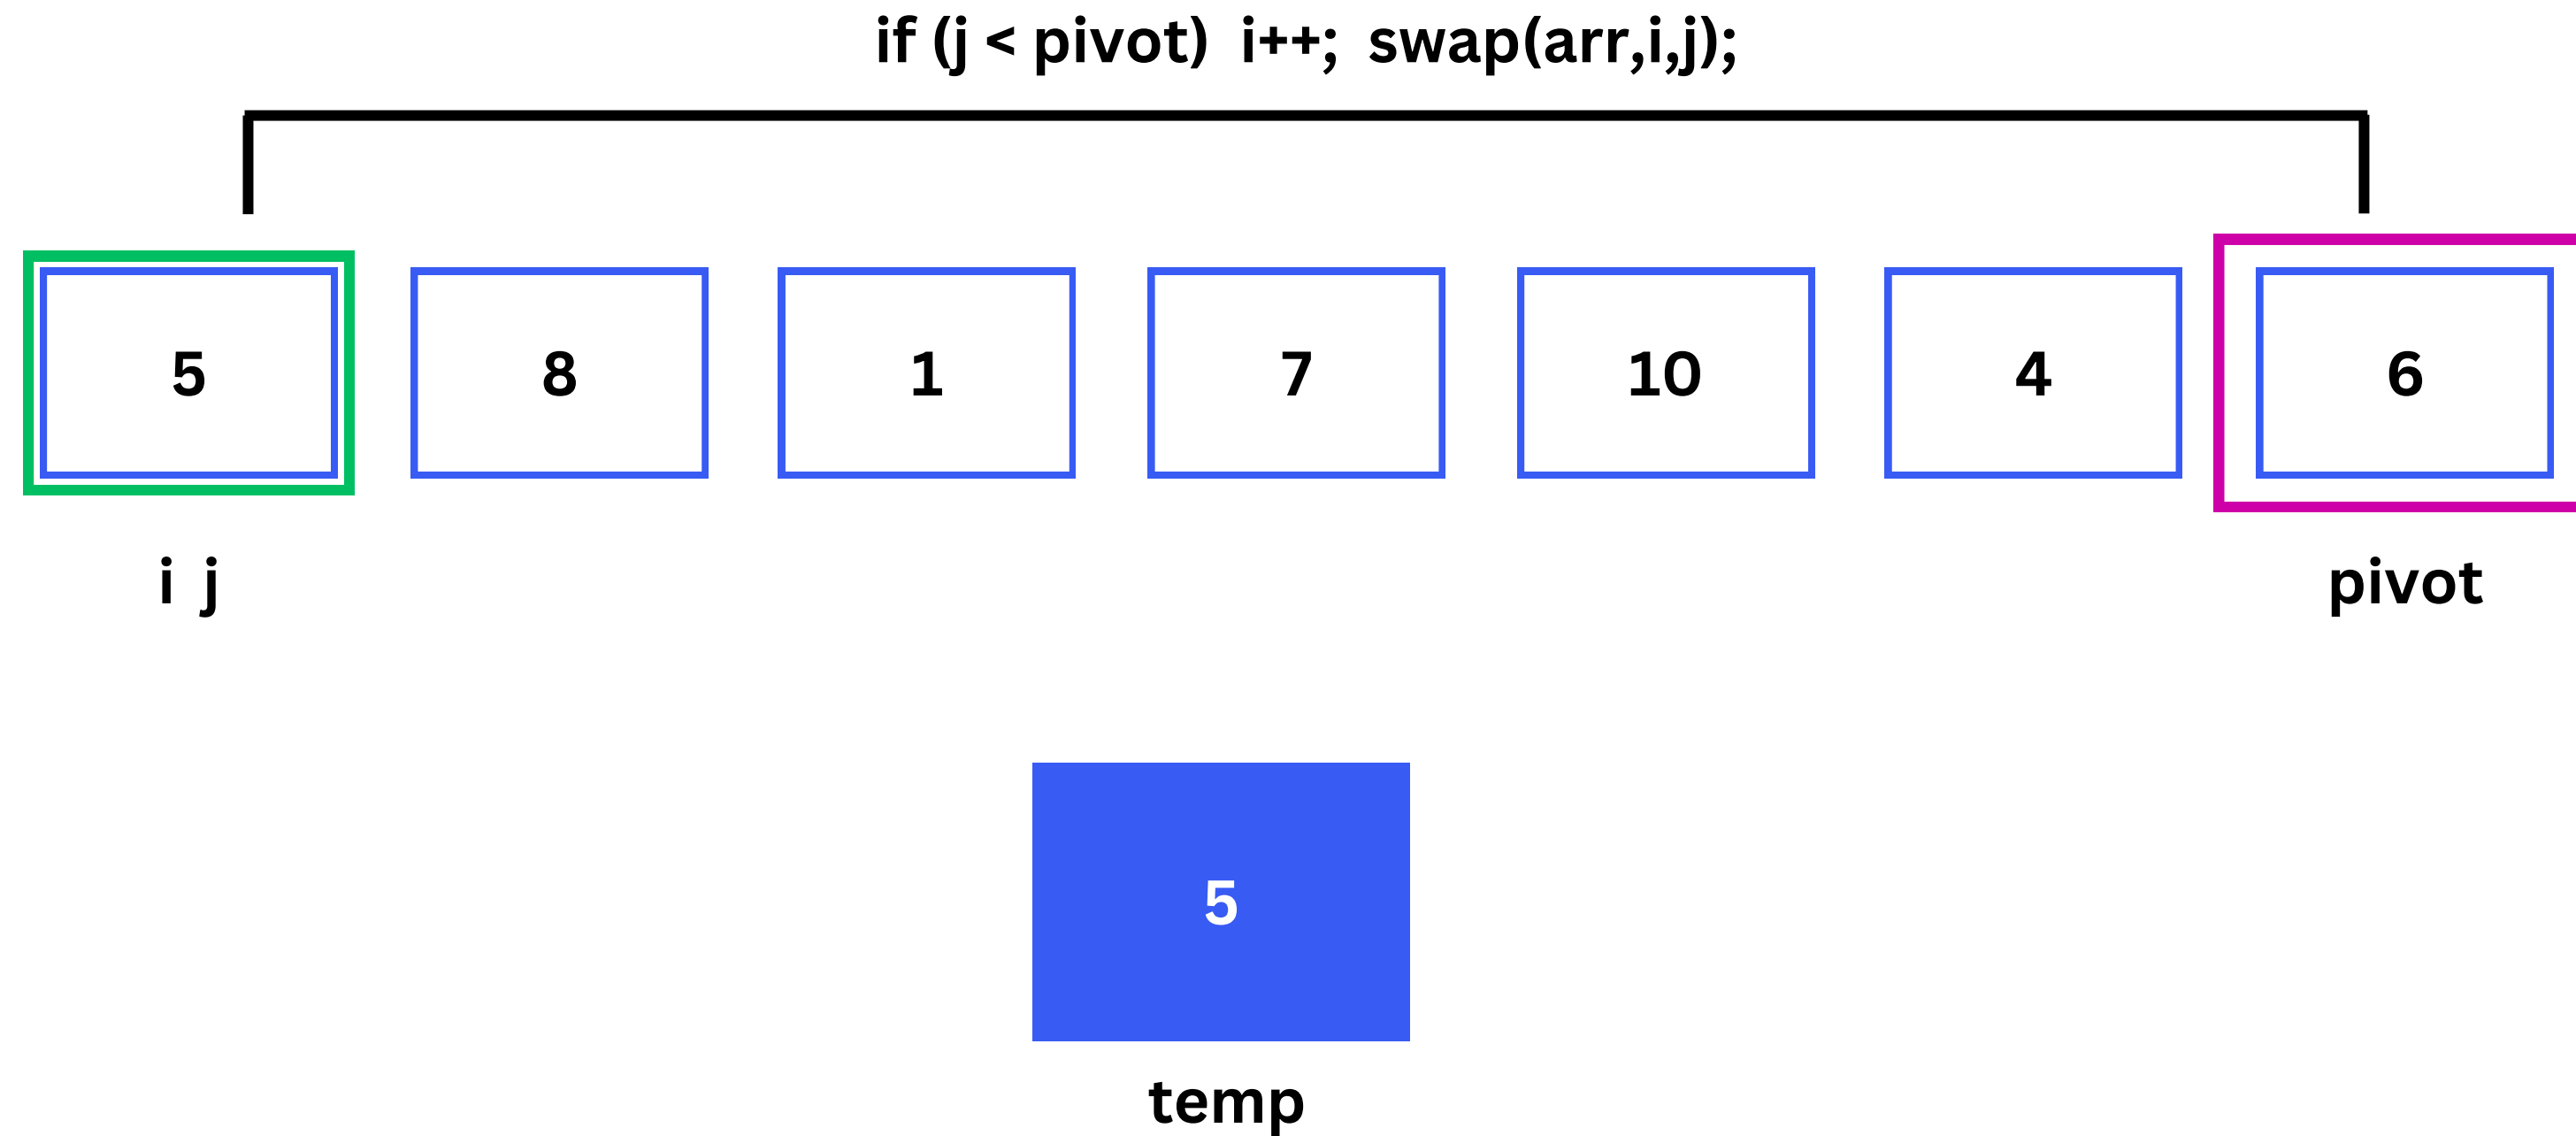 if (j < pivot) i++; swap(arr,i,j);
5 8 1 7 10 4 6
i j pivot
5
temp